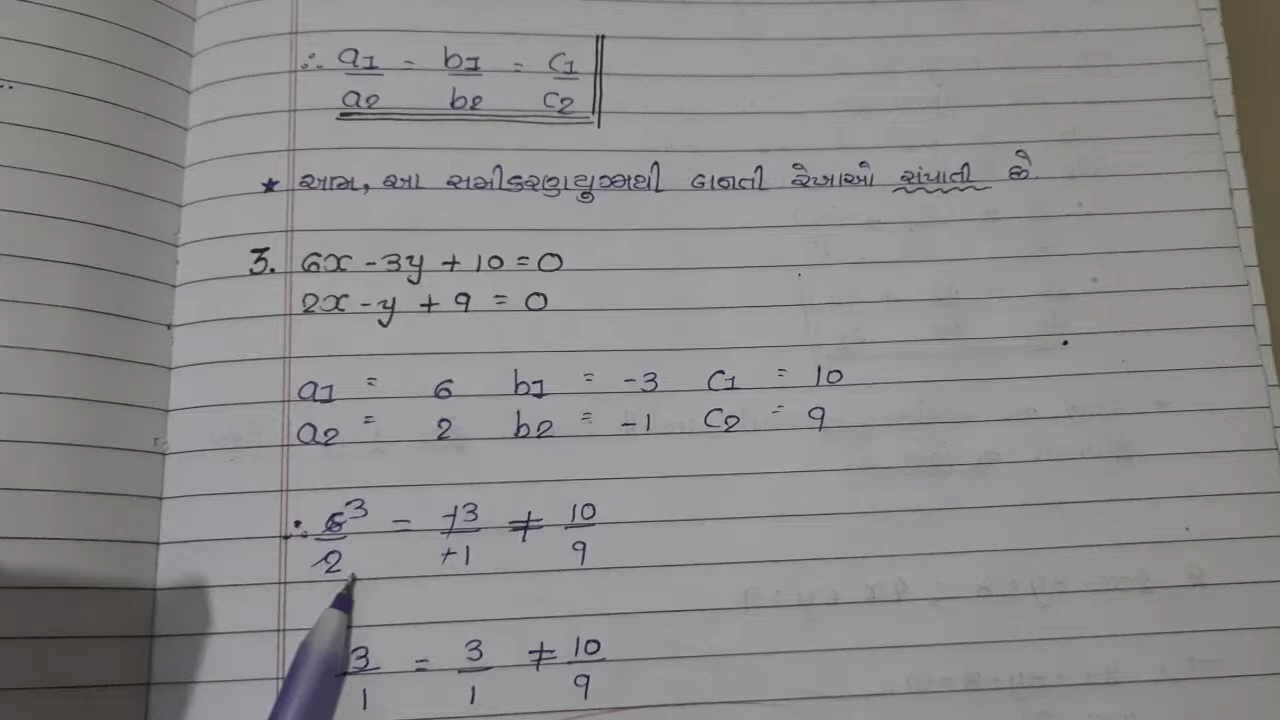 ∴ a1/a2 = b1/b2 = c1/c2
★ આમ, આ સમીકરણયુગ્મથી બનતી રેખાઓ સંપાતી છે.
3. 6x - 3y + 10 = 0
2x - y + 9 = 0
a1 = 6 b1 = -3 c1 = 10
a2 = 2 b2 = -1 c2 = 9
∴ 6/2 3 = +3/+1 ≠ 10/9
3/1 = 3/1 ≠ 10/9